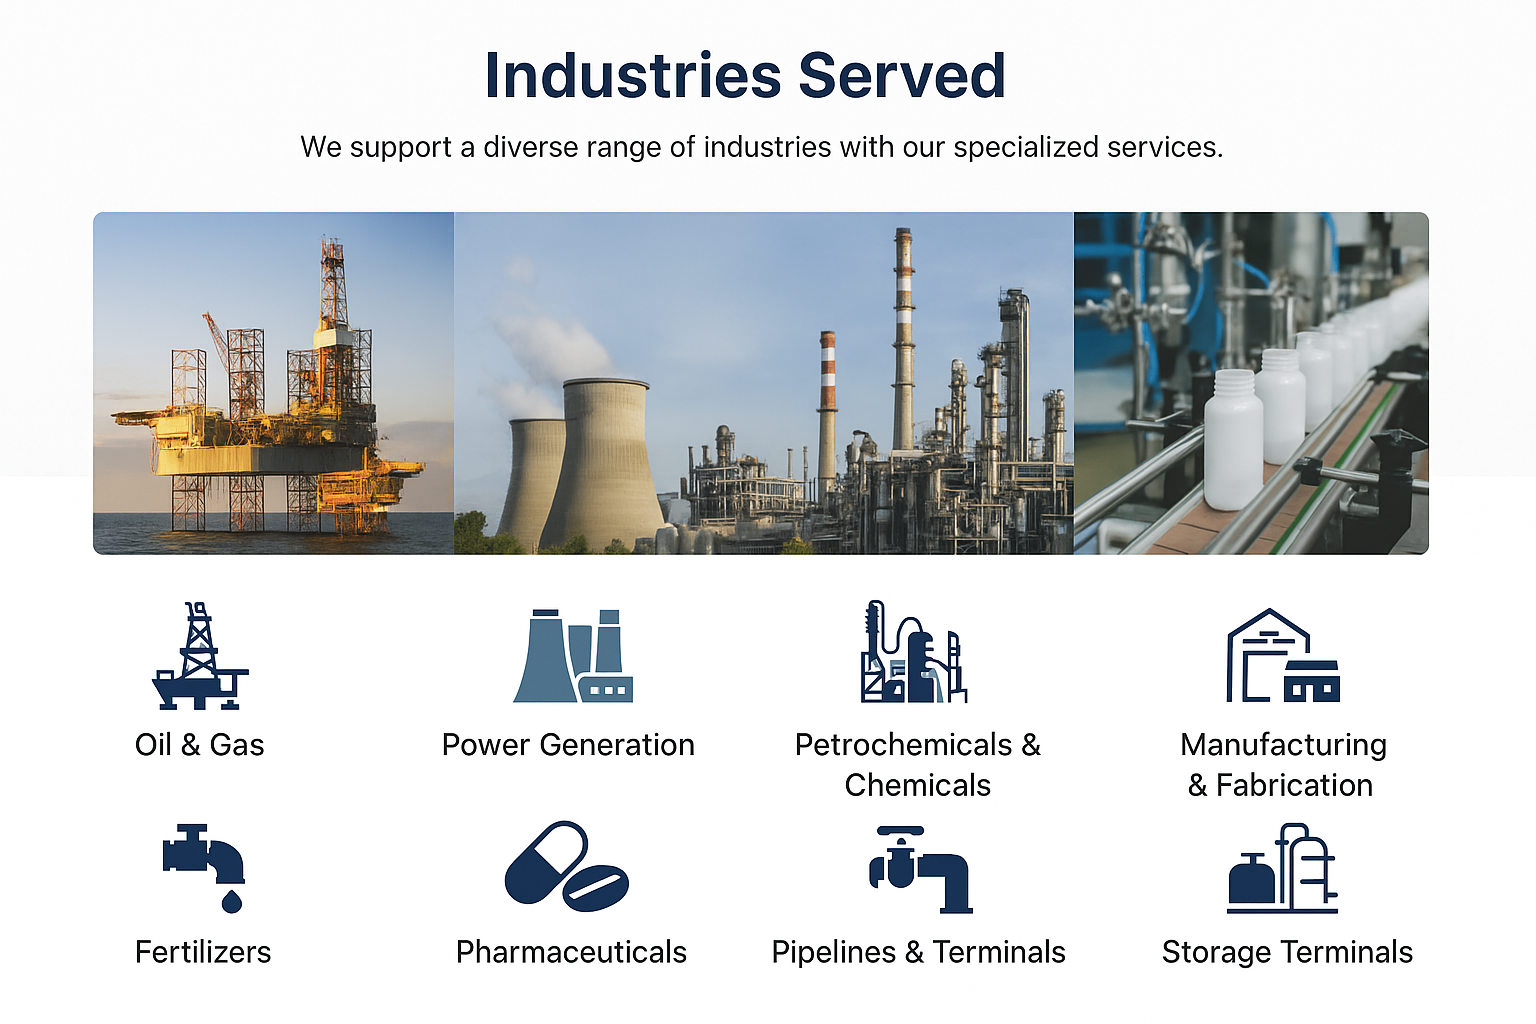 Industries Served
We support a diverse range of industries with our specialized services.
Oil & Gas
Power Generation
Petrochemicals &
Chemicals
Manufacturing
& Fabrication
Fertilizers
Pharmaceuticals
Pipelines & Terminals
Storage Terminals